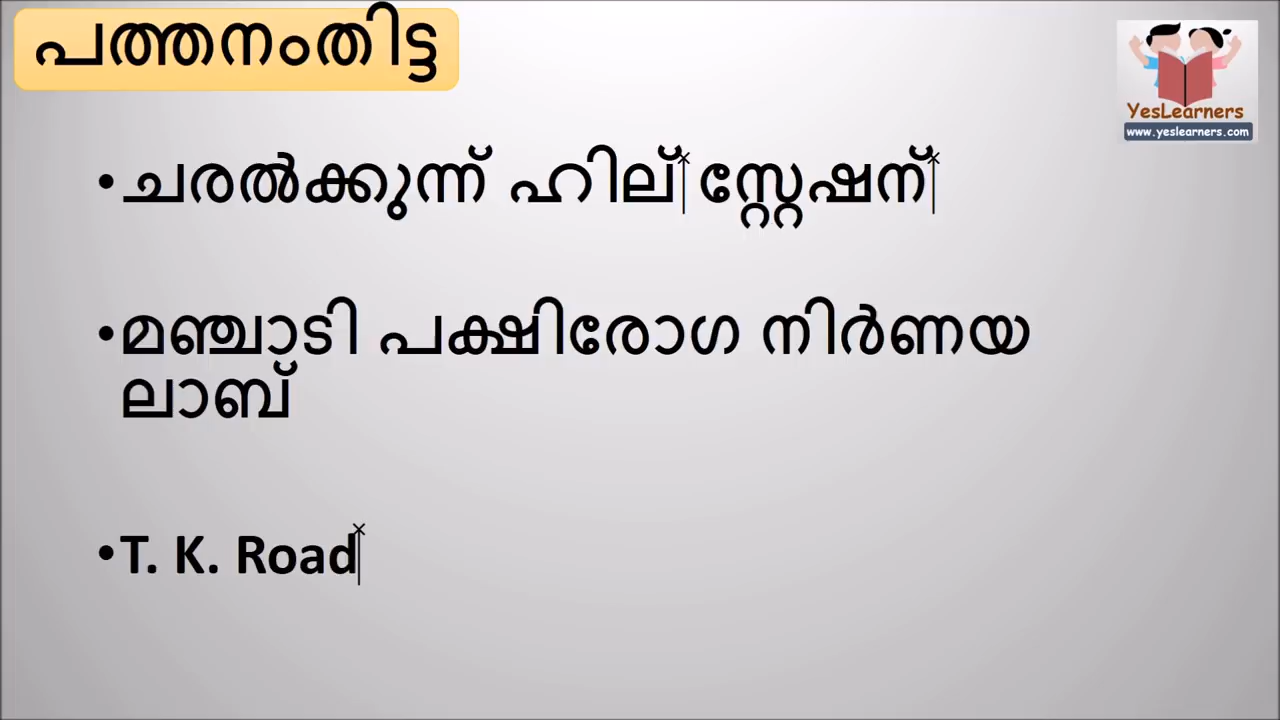 പത്തനംതിട്ട
YesLearners
www.yeslearners.com
•ചരൽക്കുന്ന് ഹില്‍ സ്റ്റേഷന്‍
•മഞ്ചാടി പക്ഷിരോഗ നിർണയ
ലാബ്
•T. K. Road